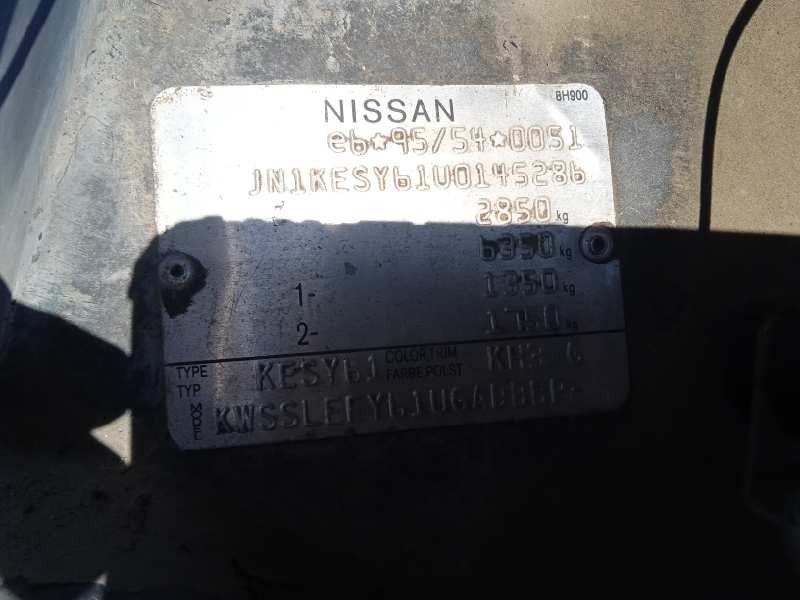 NISSAN
8H900
e6*95/54*0051
JN1KESY61U0145286
2850 kg
6350 kg
1- 1350 kg
2- 1750 kg
TYPE
TYP
KESY61
COLOR,TRIM
FARBE,POLST
G
MODEL